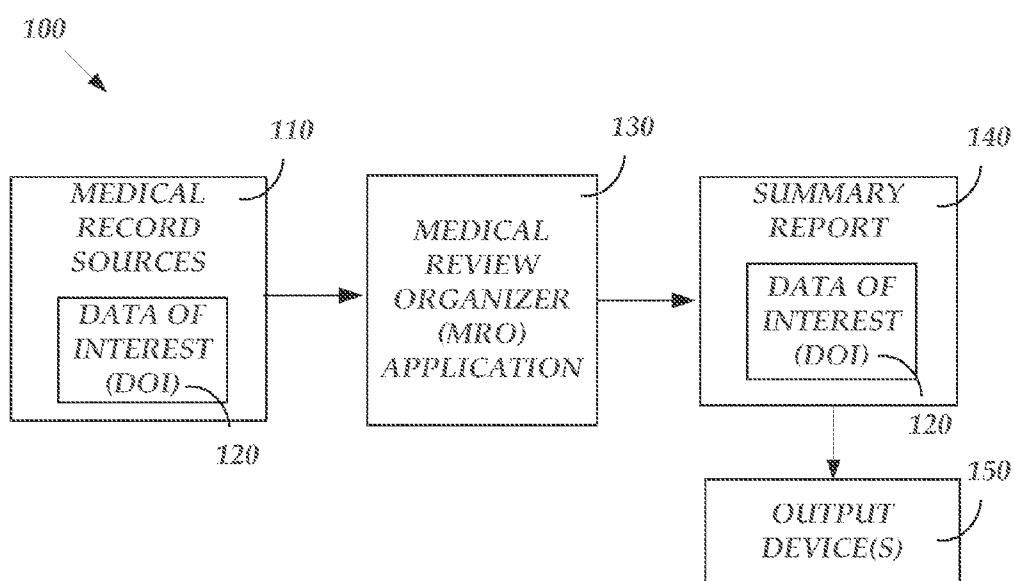 100
110
MEDICAL
RECORD
SOURCES
DATA OF
INTEREST
(DOI)
120
130
MEDICAL
REVIEW
ORGANIZER
(MRO)
APPLICATION
140
SUMMARY
REPORT
DATA OF
INTEREST
(DOI)
120
150
OUTPUT
DEVICE(S)